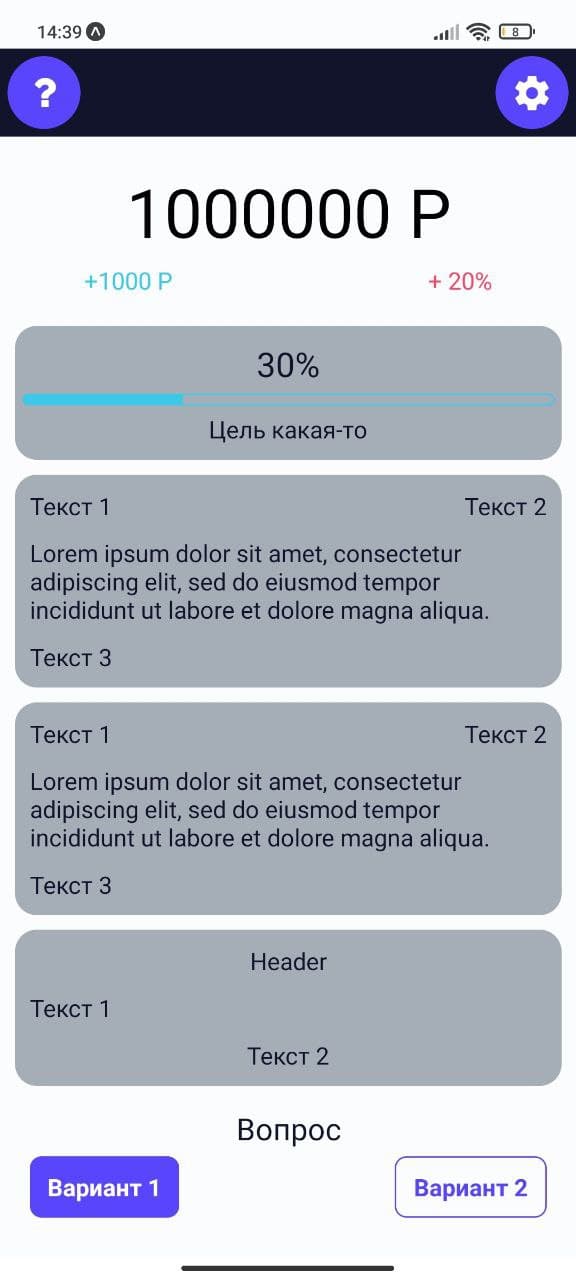 14:39
8
?
1000000 Р
+1000 Р
+ 20%
30%
Цель какая-то
Текст 1
Текст 2
Lorem ipsum dolor sit amet, consectetur
adipiscing elit, sed do eiusmod tempor
incididunt ut labore et dolore magna aliqua.
Текст 3
Текст 1
Текст 2
Lorem ipsum dolor sit amet, consectetur
adipiscing elit, sed do eiusmod tempor
incididunt ut labore et dolore magna aliqua.
Текст 3
Header
Текст 1
Текст 2
Вопрос
Вариант 1
Вариант 2